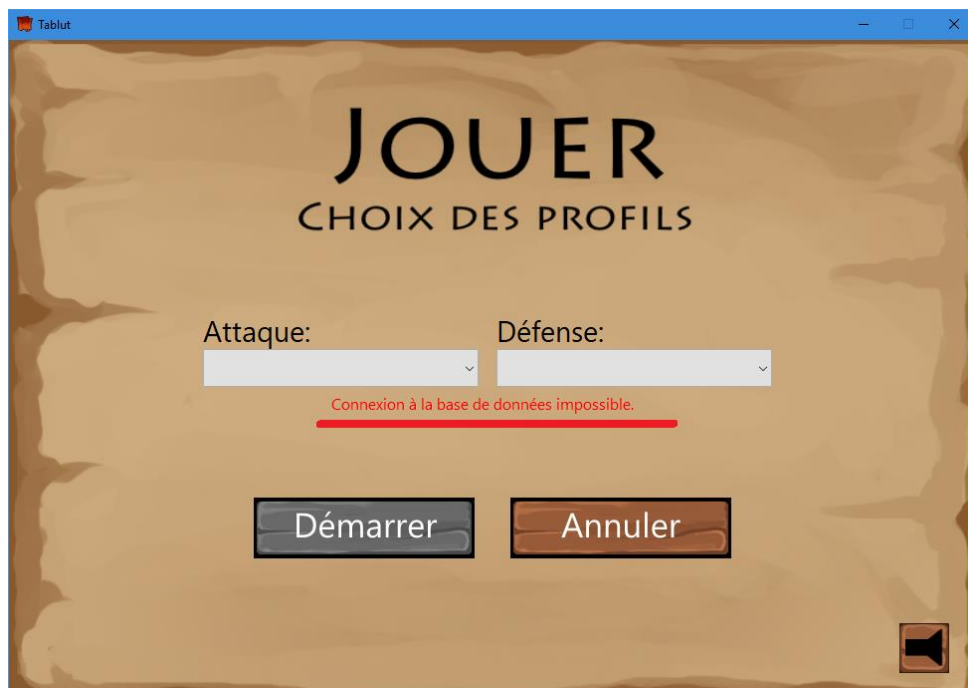 Tablut
JOUER
CHOIX DES PROFILS
Attaque: Défense:
Connexion à la base de données impossible.
Démarrer Annuler